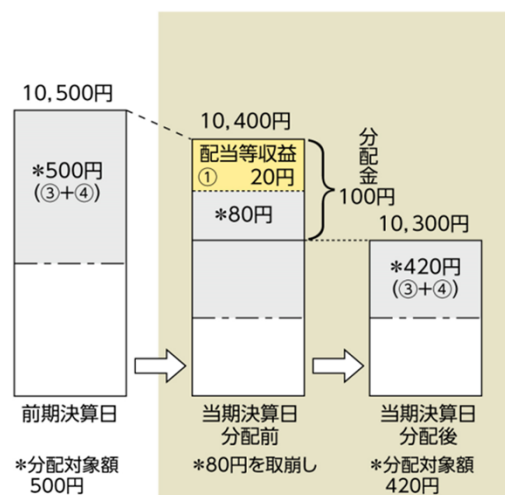 10,500円
＊500円
(③+④)
前期決算日
＊分配対象額
500円
10,400円
配当等収益
① 20円
＊80円
分配金
100円
当期決算日
分配前
＊80円を取崩し
10,300円
＊420円
(③+④)
当期決算日
分配後
＊分配対象額
420円